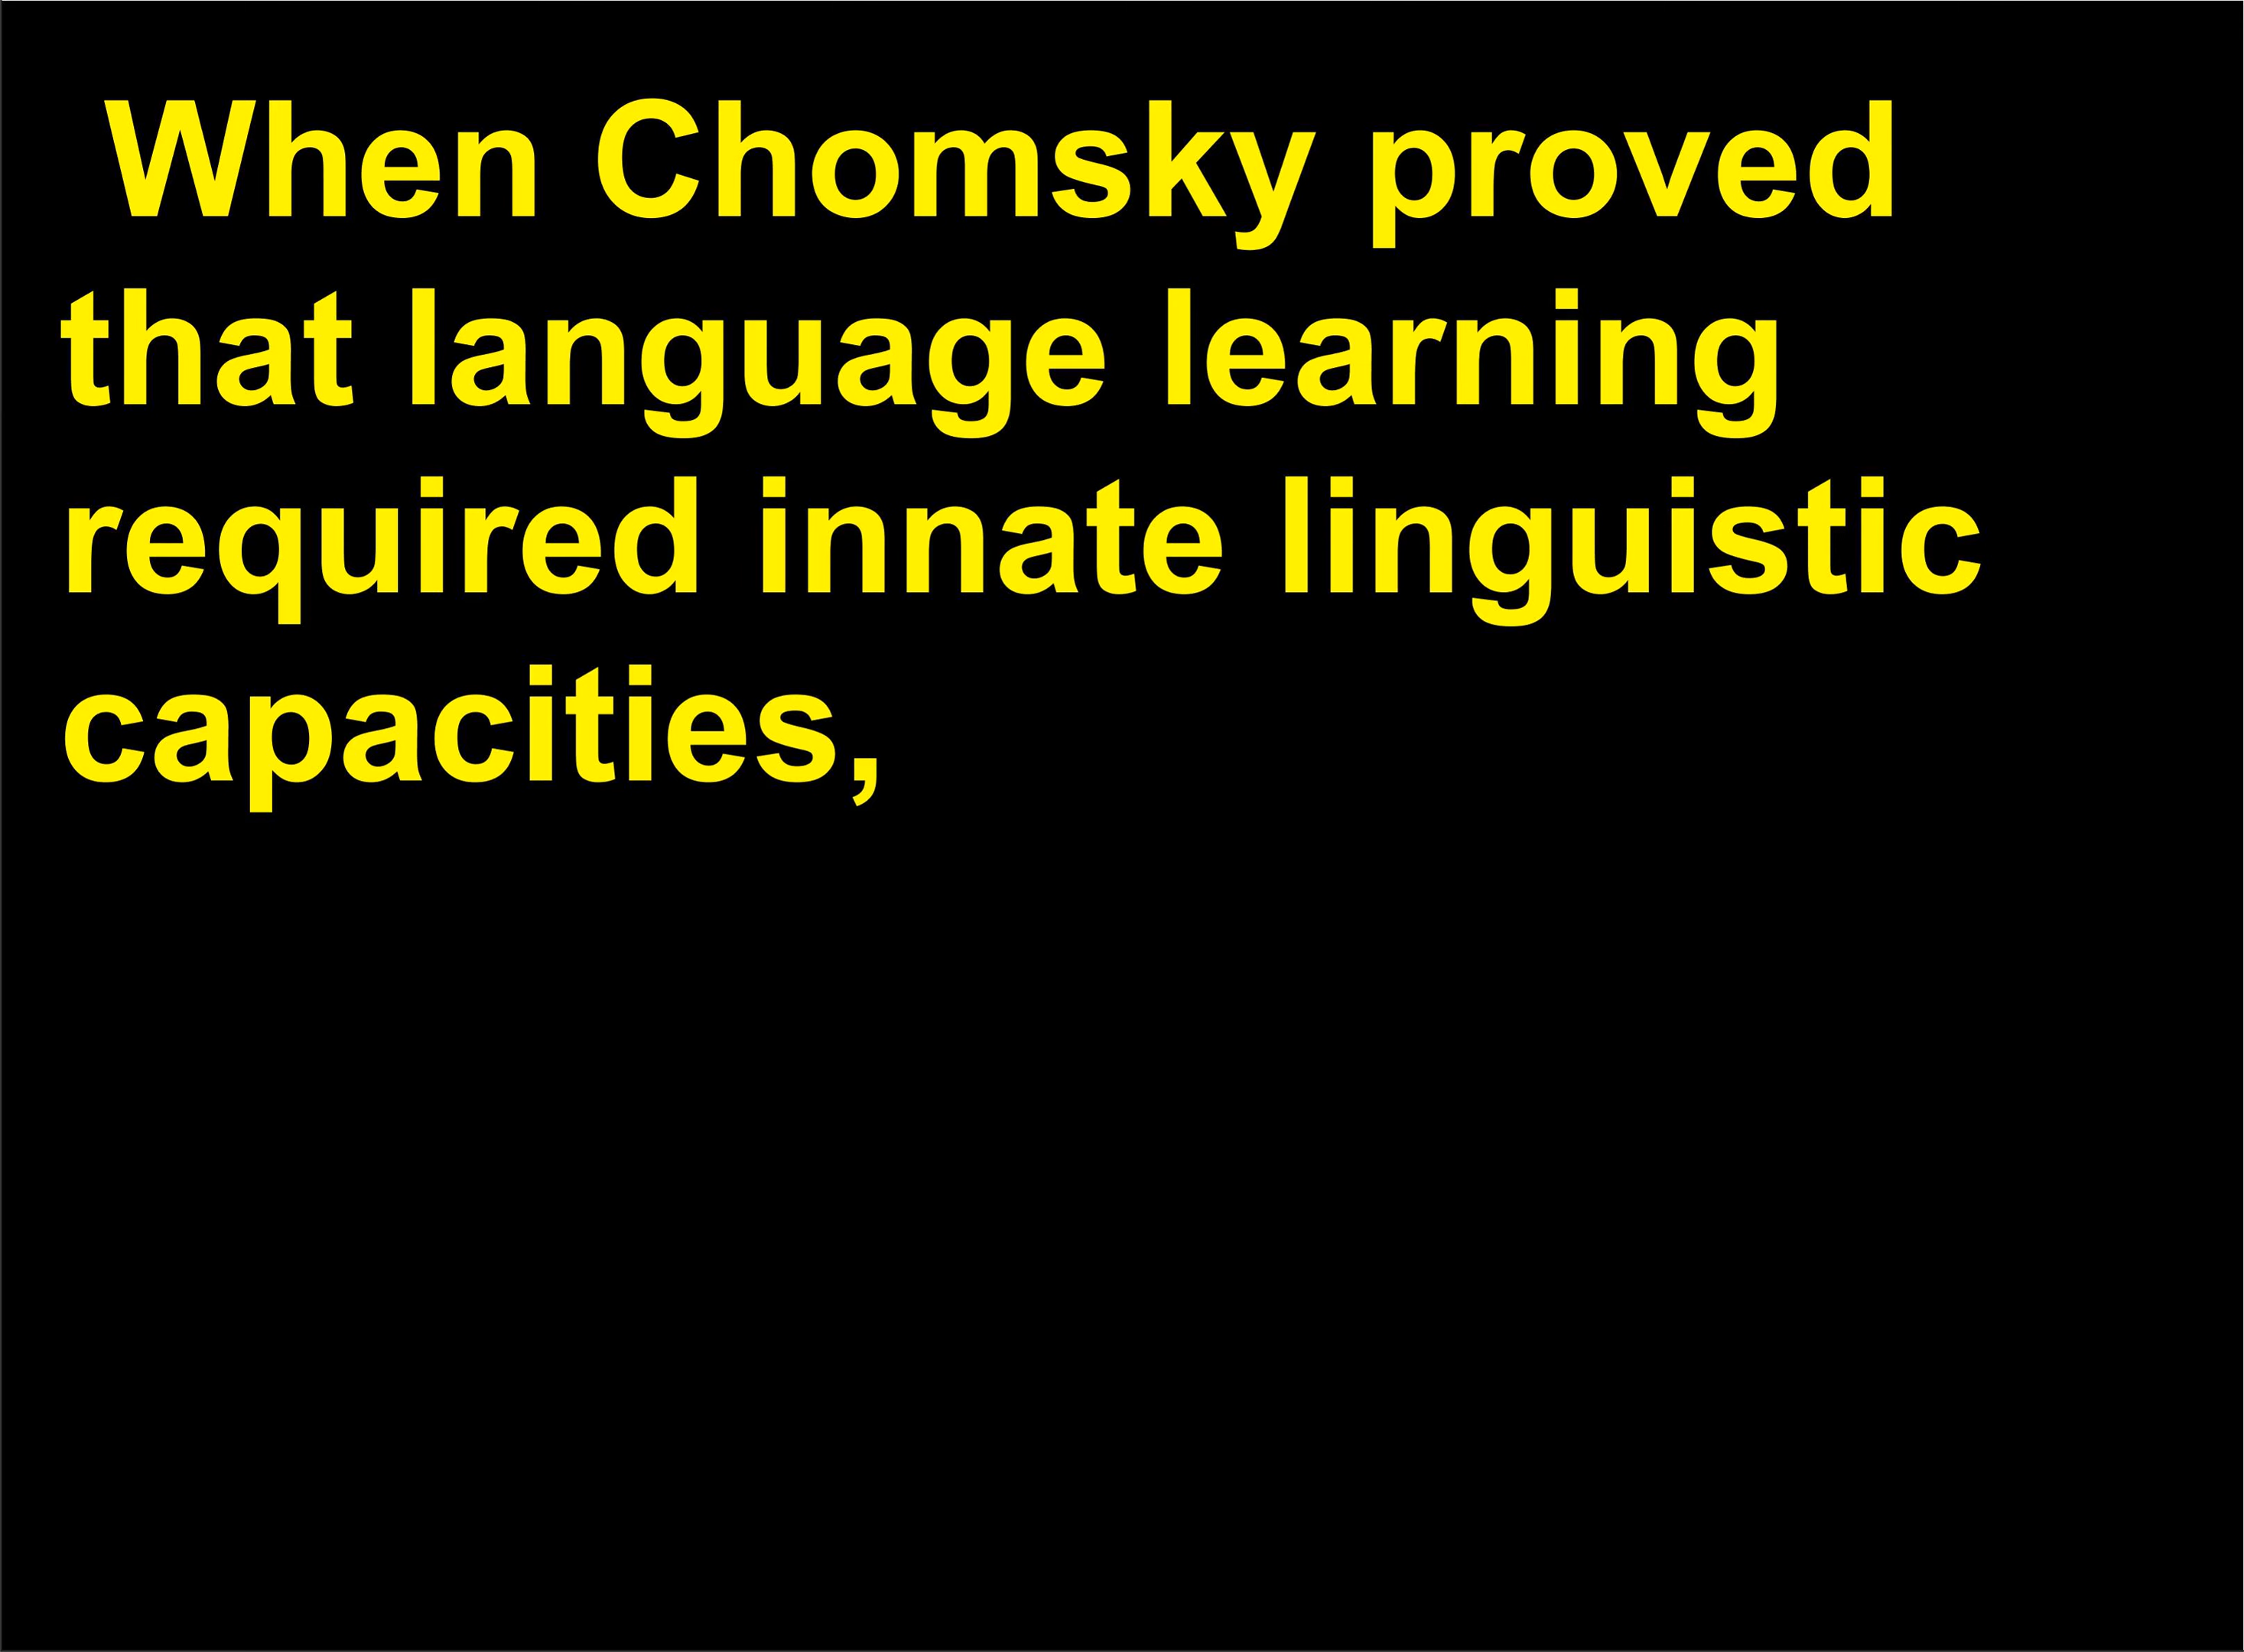 When Chomsky proved
that language learning
required innate linguistic
capacities,